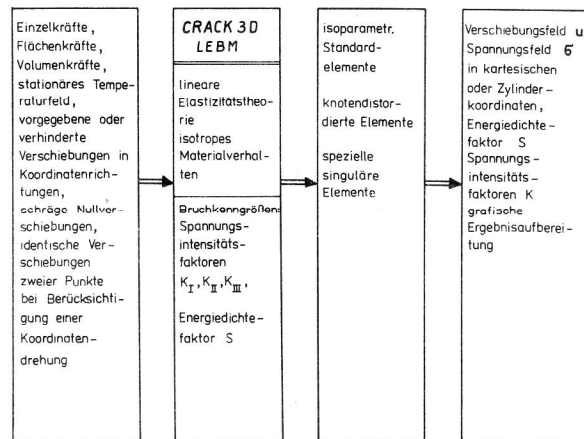 Einzelkräfte,
Flächenkräfte,
Volumenkräfte,
stationäres Tempe-
raturfeld,
vorgegebene oder
verhinderte
Verschiebungen in
Koordinatenrich-
tungen,
schräge Nullver-
schiebungen,
identische Ver-
schiebungen
zweier Punkte
bei Berücksichti-
gung einer
Koordinaten-
drehung
CRACK 3D
LEBM
lineare
Elastizitätstheo-
rie
isotropes
Materialverhal-
ten
Bruchkenngrößen:
Spannungs-
intensitäts-
faktoren
K_I, K_II, K_III,
Energiedichte-
faktor S
isoparametr.
Standard-
elemente
knotendistor-
dierte Elemente
spezielle
singuläre
Elemente
Verschiebungsfeld u
Spannungsfeld σ
in kartesischen
oder Zylinder-
koordinaten,
Energiedichte-
faktor S
Spannungs-
intensitäts-
faktoren K
grafische
Ergebnisaufberei-
tung